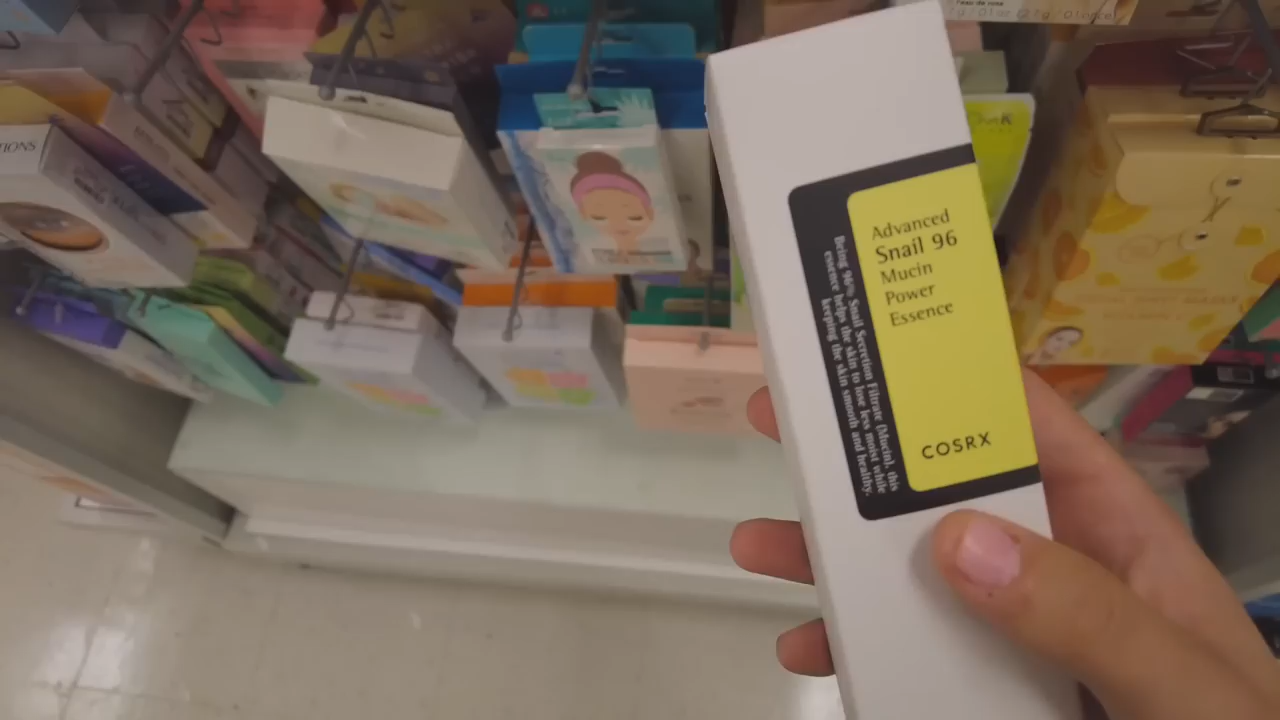 Advanced
Snail 96
Mucin
Power
Essence
COSRX
Being 96% Snail Secretion Filtrate (Mucin), this
essence helps the skin to lose less moist while
keeping the skin smooth and healthy.